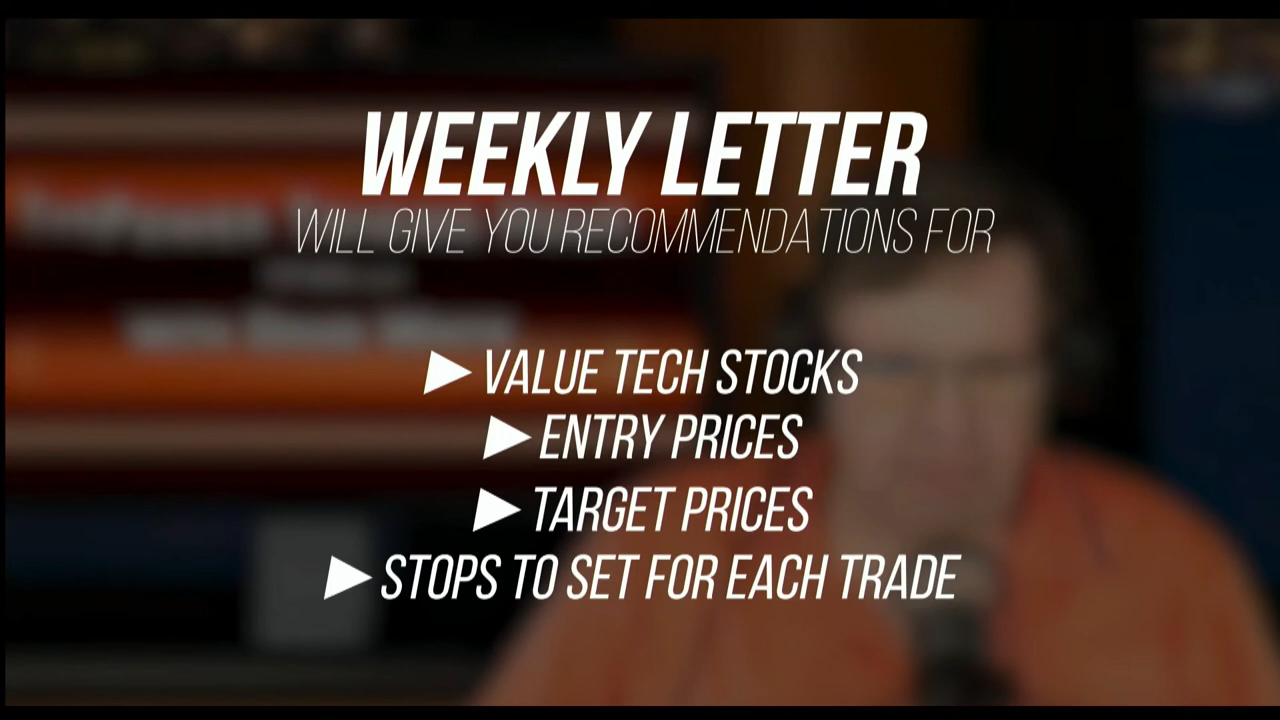 WEEKLY LETTER
WILL GIVE YOU RECOMMENDATIONS FOR
▶ VALUE TECH STOCKS
▶ ENTRY PRICES
▶ TARGET PRICES
▶ STOPS TO SET FOR EACH TRADE